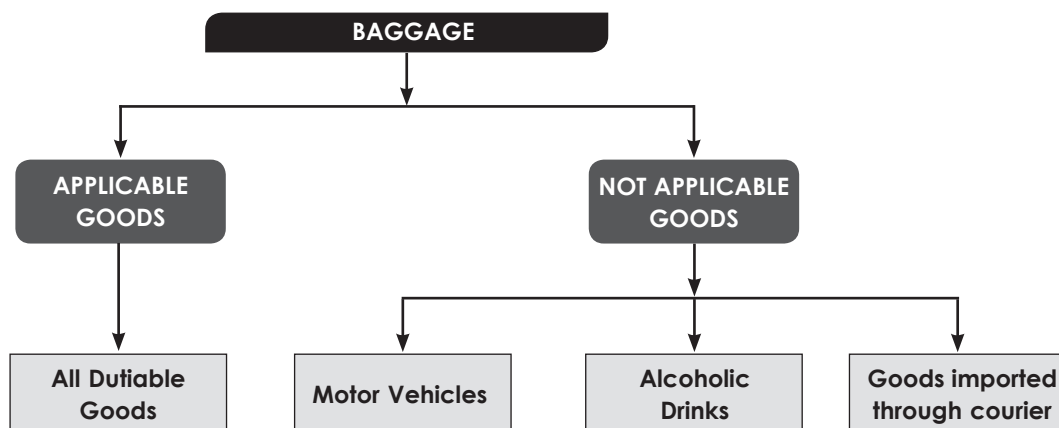 BAGGAGE
APPLICABLE
GOODS
NOT APPLICABLE
GOODS
All Dutiable
Goods
Motor Vehicles
Alcoholic
Drinks
Goods imported
through courier